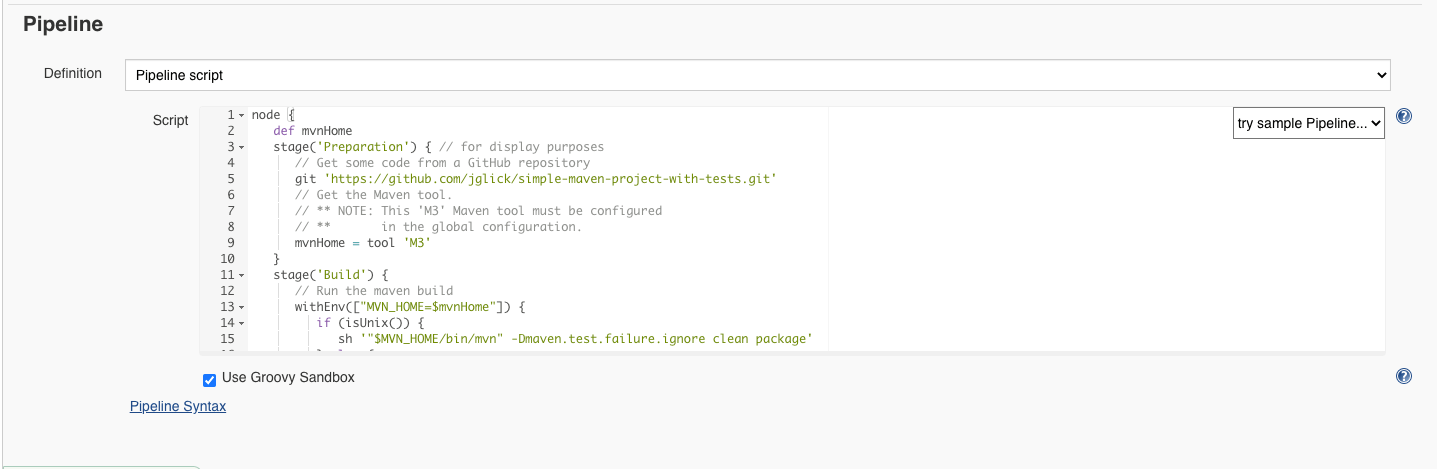 Pipeline
Definition
Pipeline script
Script
try sample Pipeline...
1 node {
2 def mvnHome
3 stage('Preparation') { // for display purposes
4 // Get some code from a GitHub repository
5 git 'https://github.com/jglick/simple-maven-project-with-tests.git'
6 // Get the Maven tool.
7 // ** NOTE: This 'M3' Maven tool must be configured
8 // **       in the global configuration.
9 mvnHome = tool 'M3'
10 }
11 stage('Build') {
12 // Run the maven build
13 withEnv(["MVN_HOME=$mvnHome"]) {
14 if (isUnix()) {
15 sh '"$MVN_HOME/bin/mvn" -Dmaven.test.failure.ignore clean package'
Use Groovy Sandbox
Pipeline Syntax